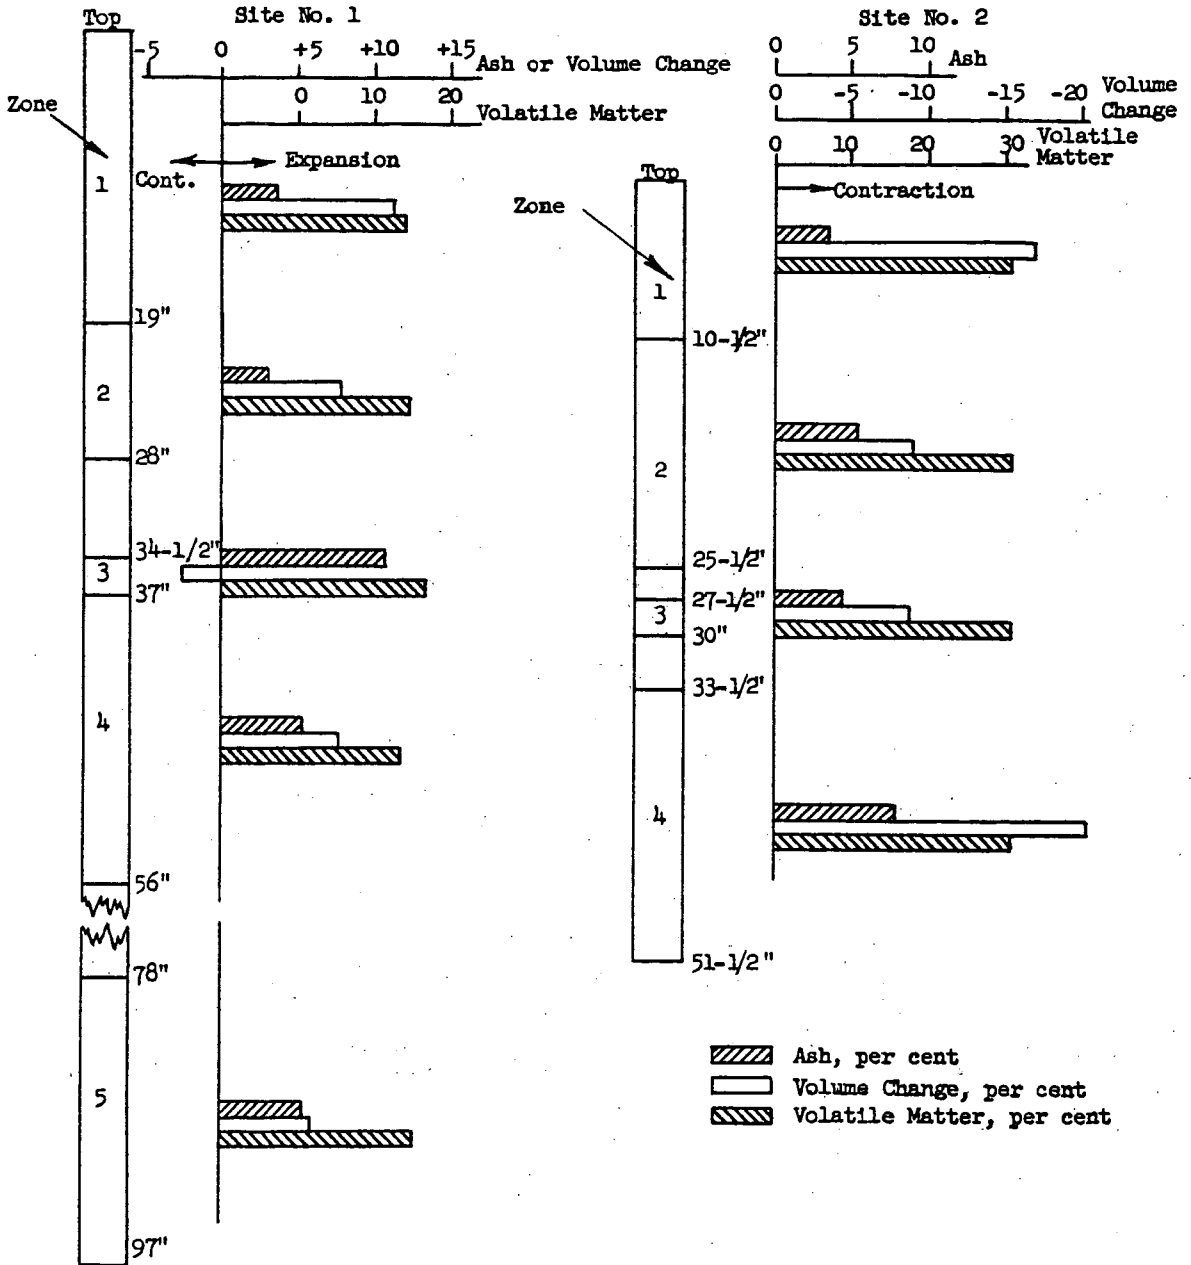 Site No. 1
Top
-5 0 +5 +10 +15
Ash or Volume Change
0 10 20
Volatile Matter
Zone
Expansion
Cont.
1
19"
2
28"
34-1/2"
3
37"
4
56"
78"
5
97"
Site No. 2
0 5 10
Ash
0 -5 -10 -15 -20
Volume
Change
0 10 20 30
Volatile
Matter
Top
Contraction
Zone
1
10-1/2"
2
25-1/2'
27-1/2"
3
30"
33-1/2"
4
51-1/2"
Ash, per cent
Volume Change, per cent
Volatile Matter, per cent